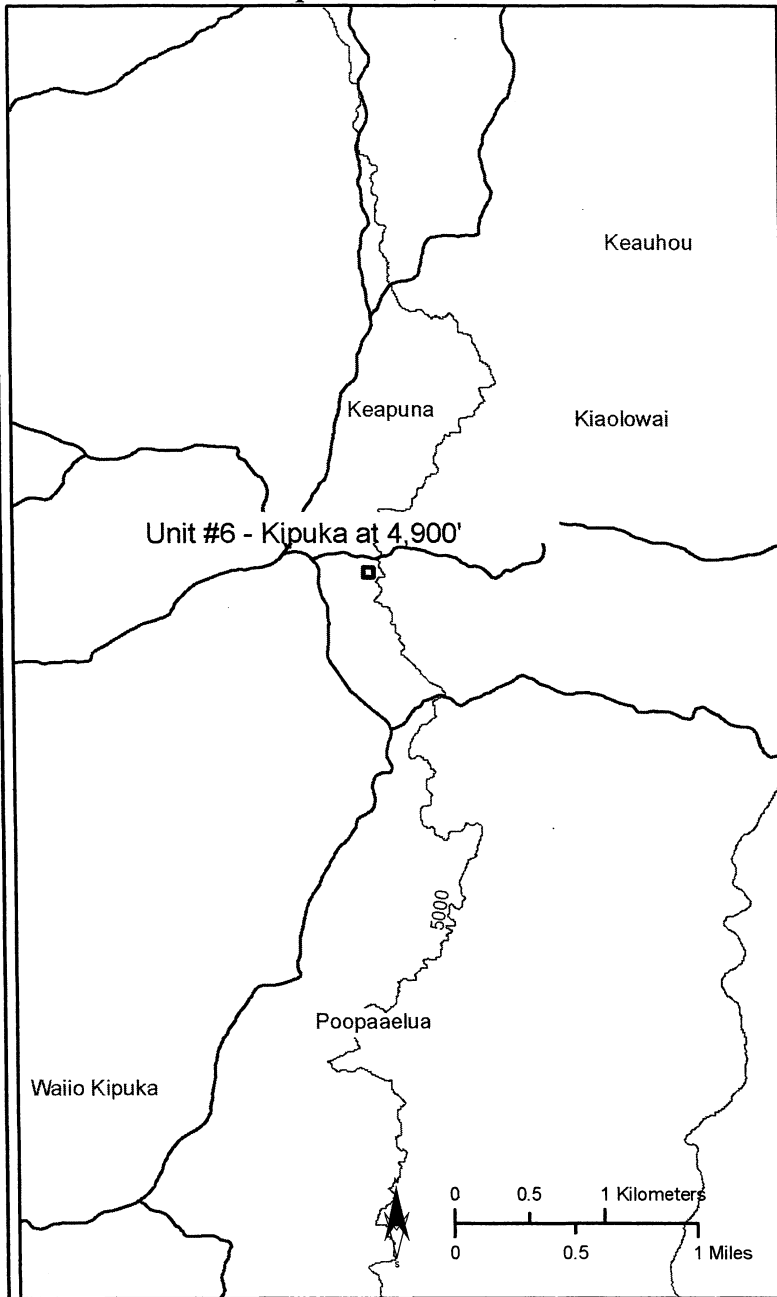 Keauhou
Keapuna
Kiaolowai
Unit #6 - Kipuka at 4,900'
5000
Poopaaelua
Waiio Kipuka
0 0.5 1 Kilometers
0 0.5 1 Miles
S